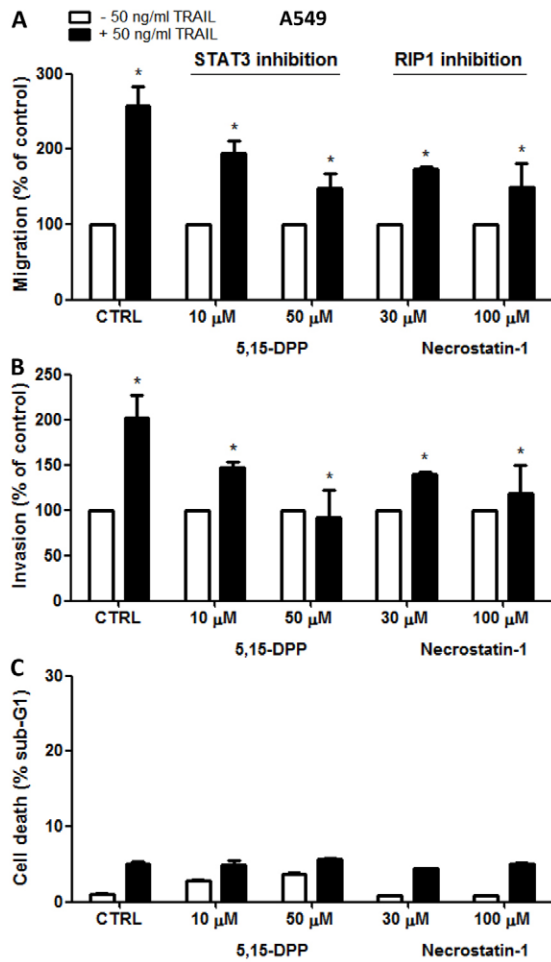 A
- 50 ng/ml TRAIL
+ 50 ng/ml TRAIL
A549
STAT3 inhibition
RIP1 inhibition
Migration (% of control)
300
200
100
0
*
*
*
*
*
CTRL
10 µM
50 µM
30 µM
100 µM
5,15-DPP
Necrostatin-1
B
Invasion (% of control)
250
200
150
100
50
0
*
*
*
*
*
CTRL
10 µM
50 µM
30 µM
100 µM
5,15-DPP
Necrostatin-1
C
Cell death (% sub-G1)
30
20
10
0
CTRL
10 µM
50 µM
30 µM
100 µM
5,15-DPP
Necrostatin-1